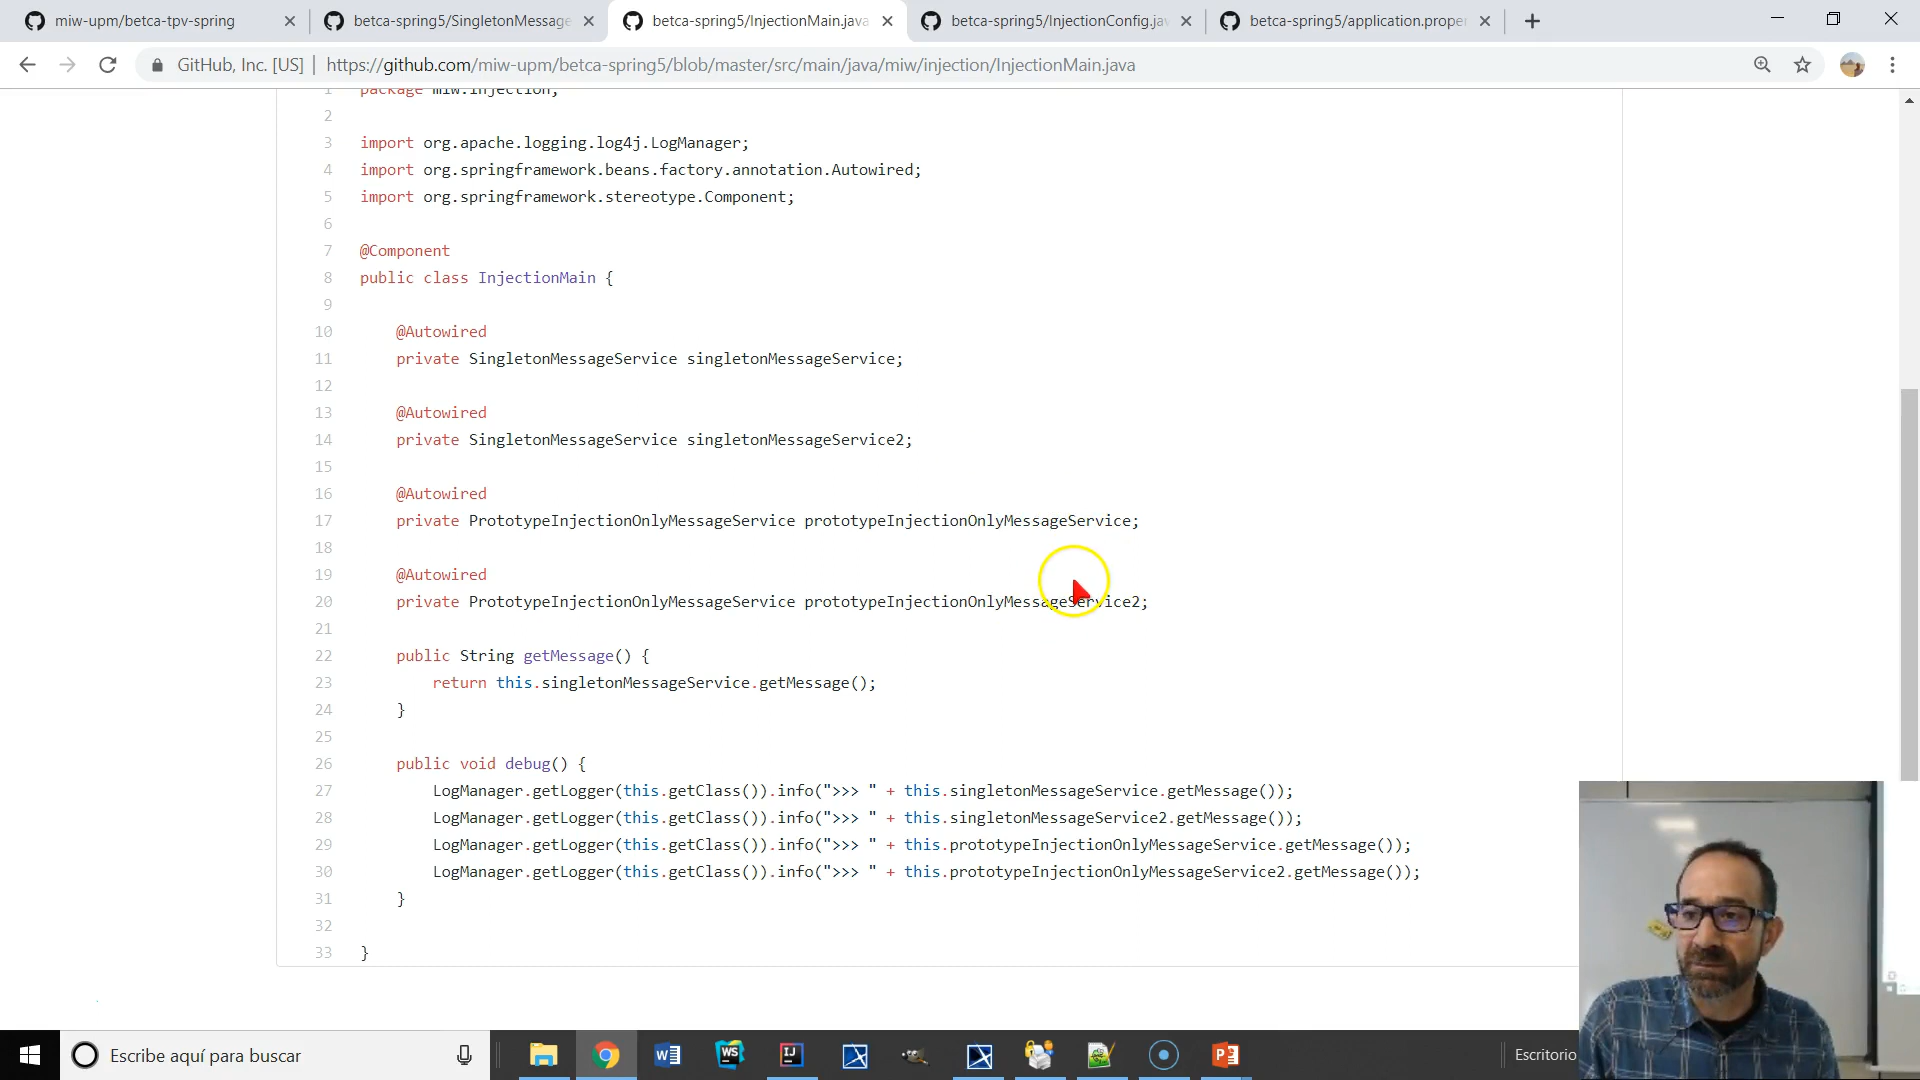 miw-upm/betca-tpv-spring
betca-spring5/SingletonMessage
betca-spring5/InjectionMain.java
betca-spring5/InjectionConfig.ja
betca-spring5/application.prope
GitHub, Inc. [US] | https://github.com/miw-upm/betca-spring5/blob/master/src/main/java/miw/injection/InjectionMain.java
1 package miw.injection;
2
3 import org.apache.logging.log4j.LogManager;
4 import org.springframework.beans.factory.annotation.Autowired;
5 import org.springframework.stereotype.Component;
6
7 @Component
8 public class InjectionMain {
9
10 @Autowired
11 private SingletonMessageService singletonMessageService;
12
13 @Autowired
14 private SingletonMessageService singletonMessageService2;
15
16 @Autowired
17 private PrototypeInjectionOnlyMessageService prototypeInjectionOnlyMessageService;
18
19 @Autowired
20 private PrototypeInjectionOnlyMessageService prototypeInjectionOnlyMessageService2;
21
22 public String getMessage() {
23 return this.singletonMessageService.getMessage();
24 }
25
26 public void debug() {
27 LogManager.getLogger(this.getClass()).info(">>> " + this.singletonMessageService.getMessage());
28 LogManager.getLogger(this.getClass()).info(">>> " + this.singletonMessageService2.getMessage());
29 LogManager.getLogger(this.getClass()).info(">>> " + this.prototypeInjectionOnlyMessageService.getMessage());
30 LogManager.getLogger(this.getClass()).info(">>> " + this.prototypeInjectionOnlyMessageService2.getMessage());
31 }
32
33 }
Escribe aquí para buscar
WS
IJ
Escritorio